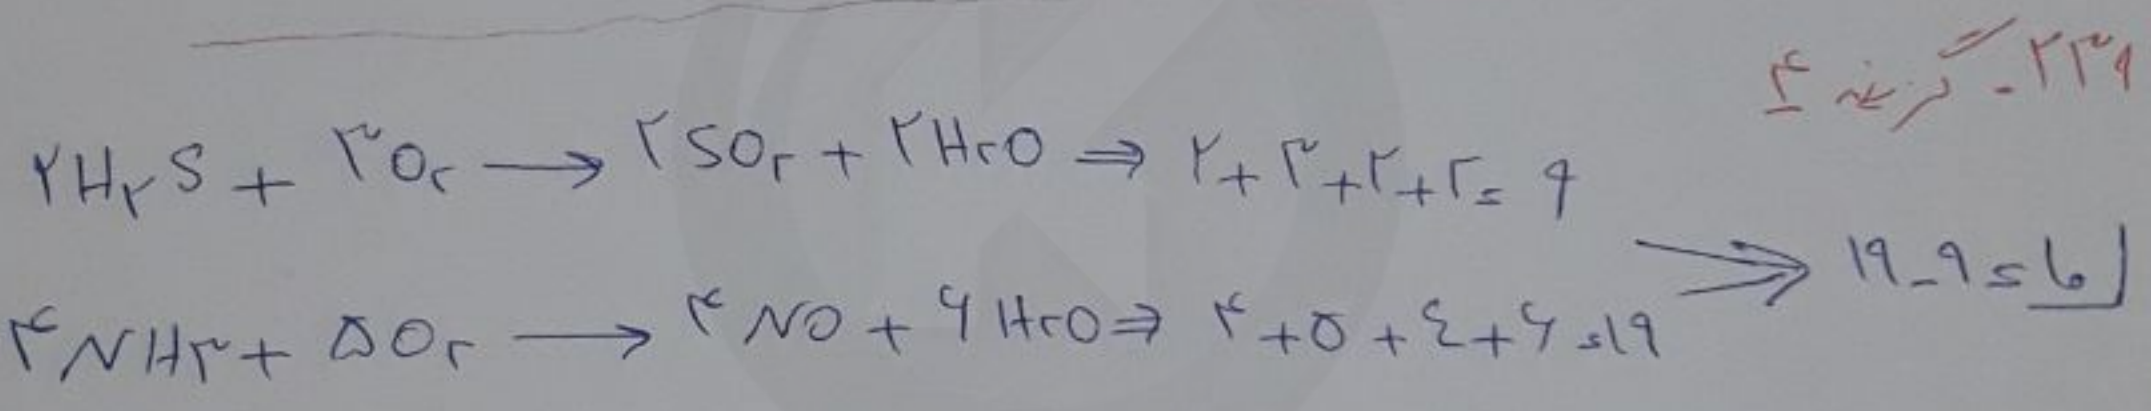 ۲۳۹ - گزینه ۴
۲H۲S + ۳O۲ → ۲SO۲ + ۲H۲O ⇒ ۲+۳+۲+۲= ۹
۴NH۳ + ۵O۲ → ۴NO + ۶H۲O ⇒ ۴+۵+٤+۶=۱۹
⇒ ۱۹-۹=۱۰